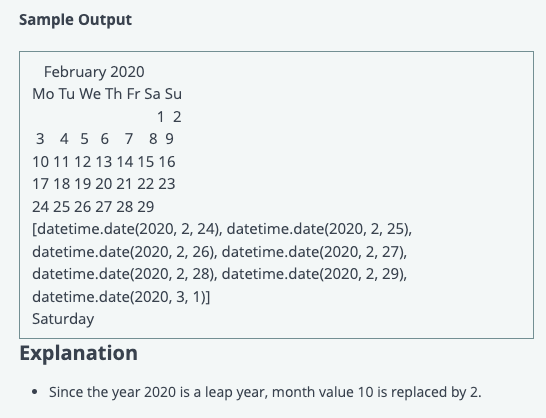 Sample Output
February 2020
Mo Tu We Th Fr Sa Su
1 2
3 4 5 6 7 8 9
10 11 12 13 14 15 16
17 18 19 20 21 22 23
24 25 26 27 28 29
[datetime.date(2020, 2, 24), datetime.date(2020, 2, 25),
datetime.date(2020, 2, 26), datetime.date(2020, 2, 27),
datetime.date(2020, 2, 28), datetime.date(2020, 2, 29),
datetime.date(2020, 3, 1)]
Saturday
Explanation
• Since the year 2020 is a leap year, month value 10 is replaced by 2.